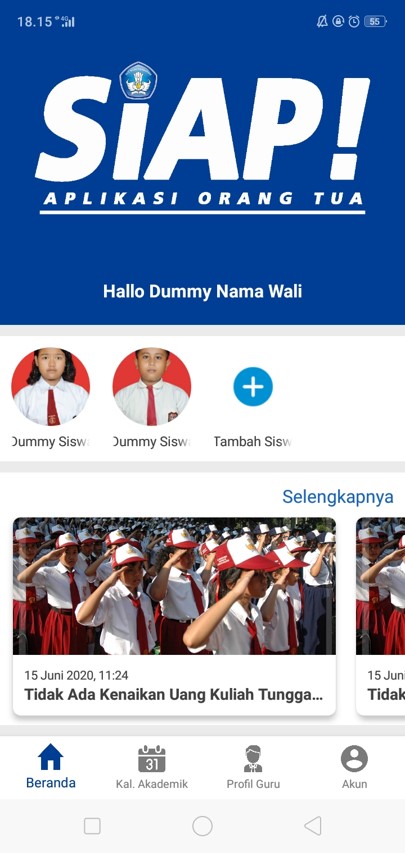 18.15
55
SiAP!
APLIKASI ORANG TUA
Hallo Dummy Nama Wali
Dummy Sisw
Dummy Sisw
Tambah Sisw
Selengkapnya
15 Juni 2020, 11:24
Tidak Ada Kenaikan Uang Kuliah Tungga...
15 Juni
Tidak
31
Beranda
Kal. Akademik
Profil Guru
Akun